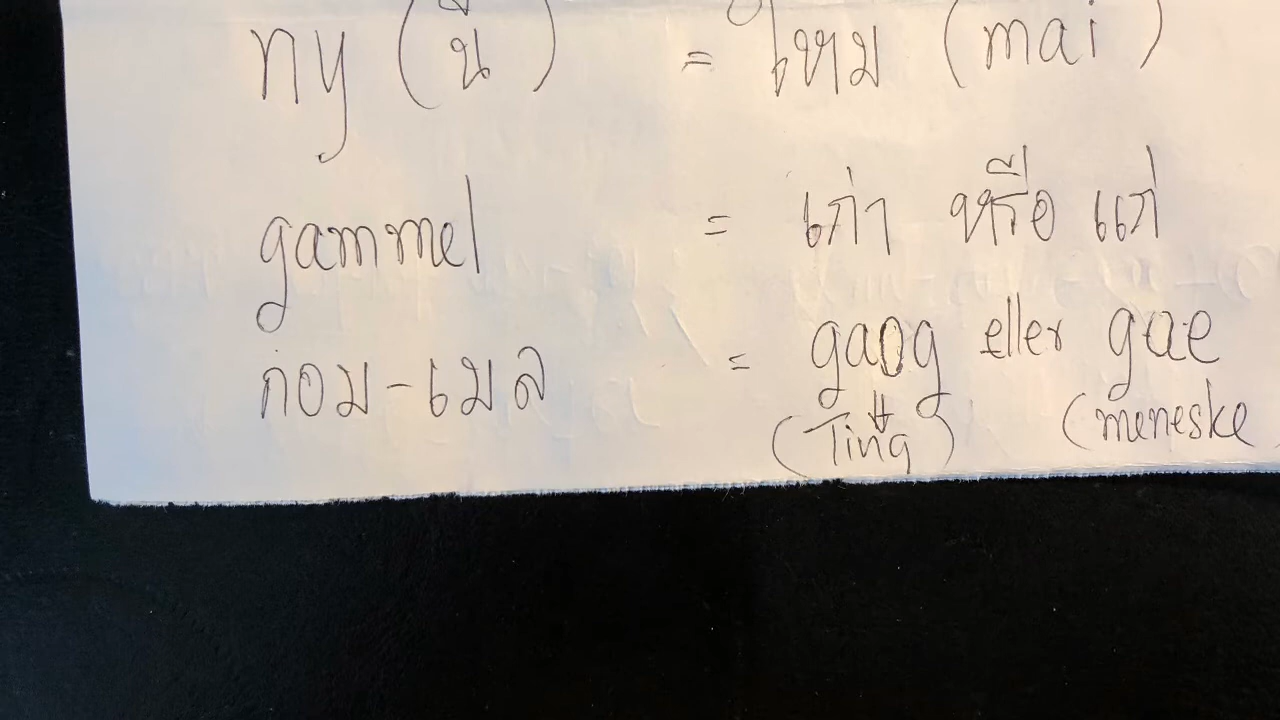 ny (นี) = ใหม (mai)
gammel = เก่า หรือ แก่
ก่อม-เมล = gaog eller gae
(Ting) (meneske